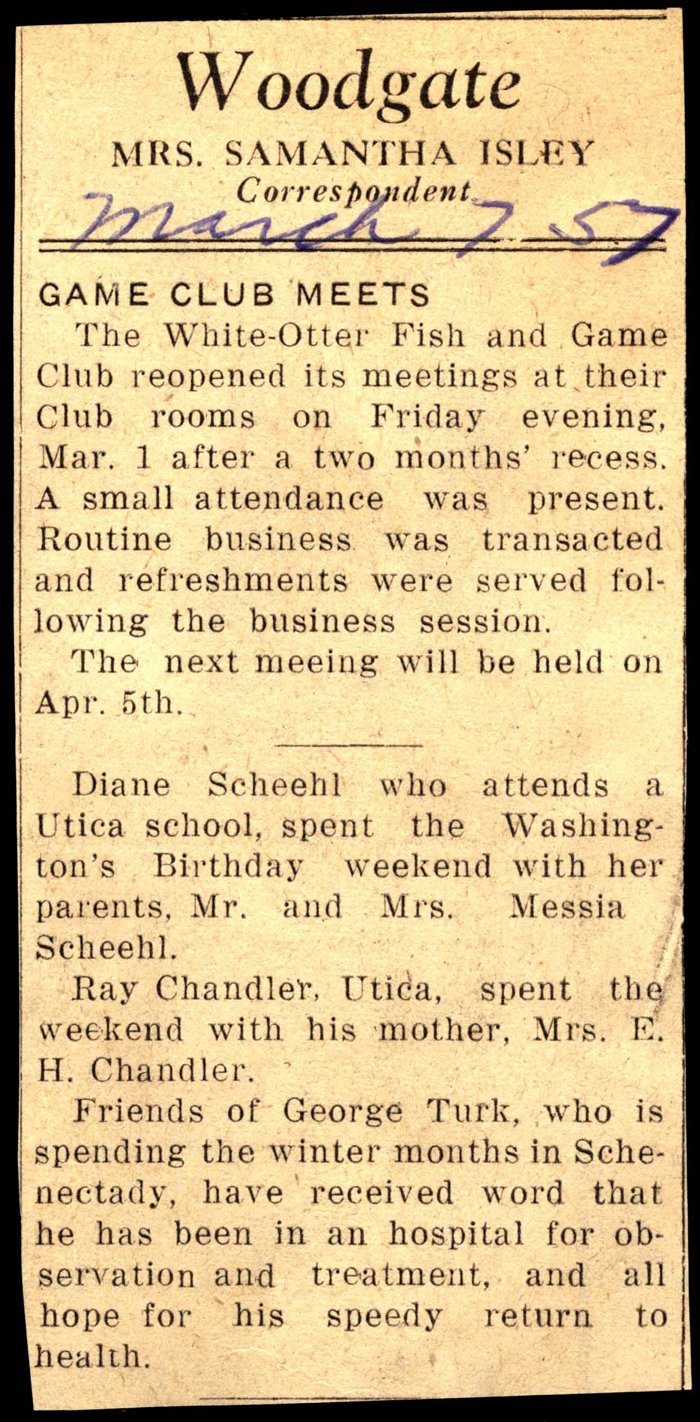 Woodgate
MRS. SAMANTHA ISLEY
Correspondent
March 7 57
GAME CLUB MEETS
The White-Otter Fish and Game
Club reopened its meetings at their
Club rooms on Friday evening,
Mar. 1 after a two months' recess.
A small attendance was present.
Routine business was transacted
and refreshments were served fol-
lowing the business session.
The next meeing will be held on
Apr. 5th.
Diane Scheehl who attends a
Utica school, spent the Washing-
ton's Birthday weekend with her
parents, Mr. and Mrs. Messia
Scheehl.
Ray Chandler, Utica, spent the
weekend with his mother, Mrs. E.
H. Chandler.
Friends of George Turk, who is
spending the winter months in Sche-
nectady, have received word that
he has been in an hospital for ob-
servation and treatment, and all
hope for his speedy return to
health.